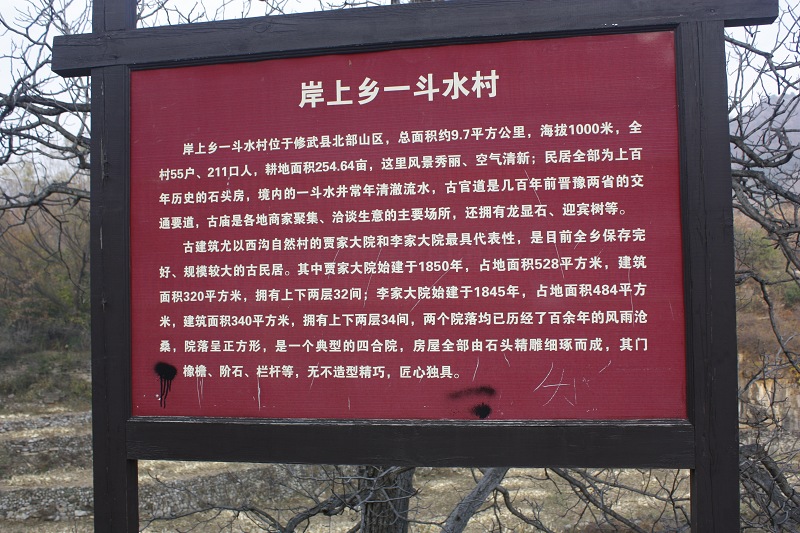 岸上乡一斗水村
岸上乡一斗水村位于修武县北部山区，总面积约9.7平方公里，海拔1000米，全
村55户、211口人，耕地面积254.64亩，这里风景秀丽、空气清新；民居全部为上百
年历史的石头房，境内的一斗水井常年清澈流水，古官道是几百年前晋豫两省的交
通要道，古庙是各地商家聚集、洽谈生意的主要场所，还拥有龙显石、迎宾树等。
古建筑尤以西沟自然村的贾家大院和李家大院最具代表性，是目前全乡保存完
好、规模较大的古民居。其中贾家大院始建于1850年，占地面积528平方米，建筑
面积320平方米，拥有上下两层32间；李家大院始建于1845年，占地面积484平方
米，建筑面积340平方米，拥有上下两层34间，两个院落均已历经了百余年的风雨沧
桑，院落呈正方形，是一个典型的四合院，房屋全部由石头精雕细琢而成，其门
橡檐、阶石、栏杆等，无不造型精巧，匠心独具。